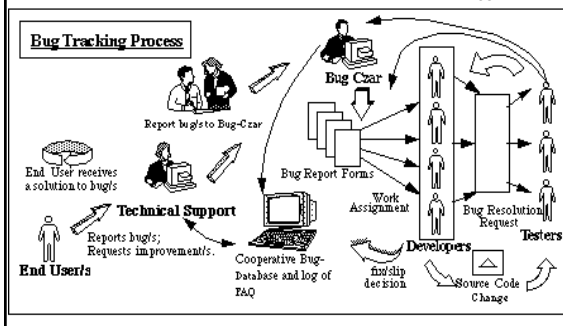 Bug Tracking Process
Bug Czar
Report bug/s to Bug-Czar
End User receives
a solution to bug/s
Bug Report Forms
Work
Assignment
Bug Resolution
Request
Technical Support
Reports bug/s;
Requests improvement/s.
End User/s
Cooperative Bug-
Database and log of
FAQ
Developers
Testers
fix/slip
decision
Source Code
Change